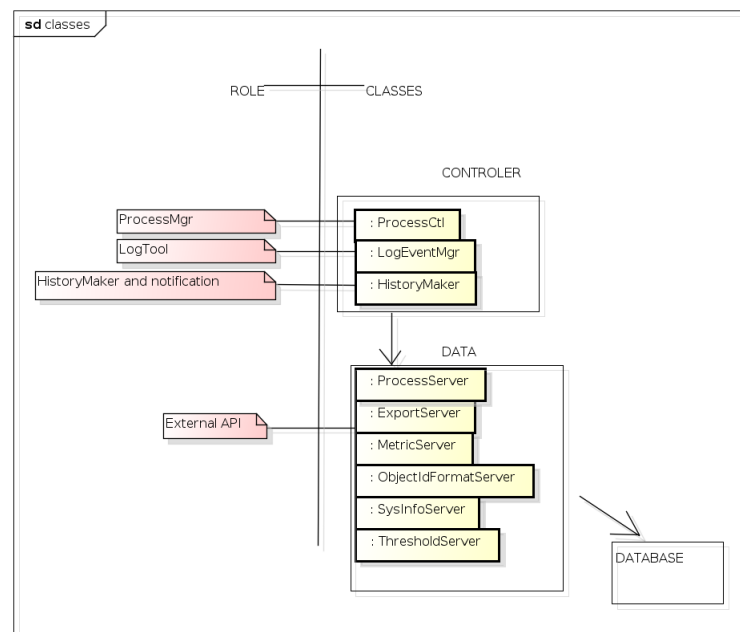 sd classes
ROLE CLASSES
CONTROLER
ProcessMgr : ProcessCtl
LogTool : LogEventMgr
HistoryMaker and notification : HistoryMaker
DATA
: ProcessServer
External API : ExportServer
: MetricServer
: ObjectIdFormatServer
: SysInfoServer
: ThresholdServer
DATABASE